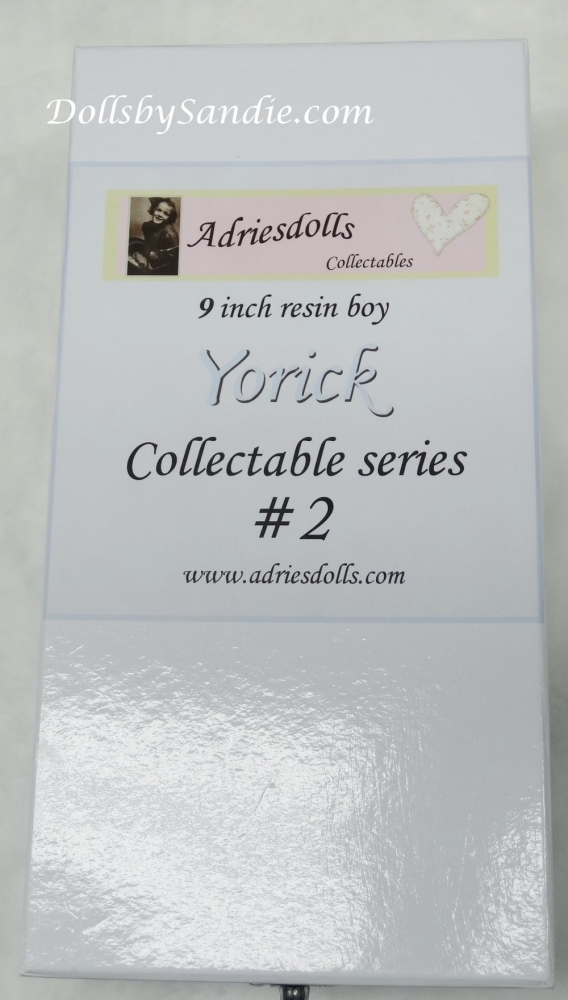 DollsbySandie.com
Adriesdolls
Collectables
9 inch resin boy
Yorick
Collectable series
#2
www.adriesdolls.com